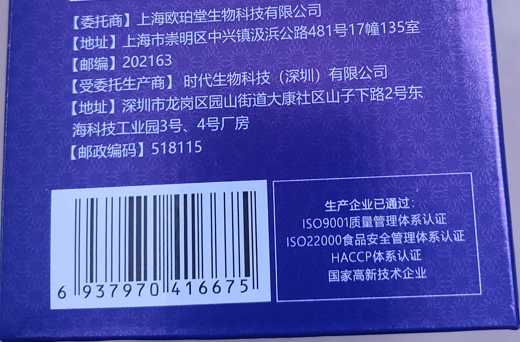 【委托商】上海欧珀堂生物科技有限公司
【地址】上海市崇明区中兴镇汲浜公路481号17幢135室
【邮编】202163
【受委托生产商】时代生物科技（深圳）有限公司
【地址】深圳市龙岗区园山街道大康社区山子下路2号东
海科技工业园3号、4号厂房
【邮政编码】518115
生产企业已通过：
ISO9001质量管理体系认证
ISO22000食品安全管理体系认证
HACCP体系认证
国家高新技术企业
6 937970 416675